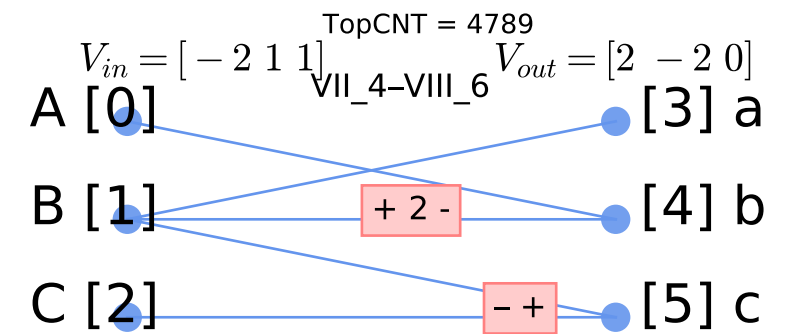 TopCNT = 4789
V_in = [ − 2 1 1] V_out = [2 − 2 0]
VII_4–VIII_6
A [0] [3] a
B [1] + 2 - [4] b
C [2] – + [5] c